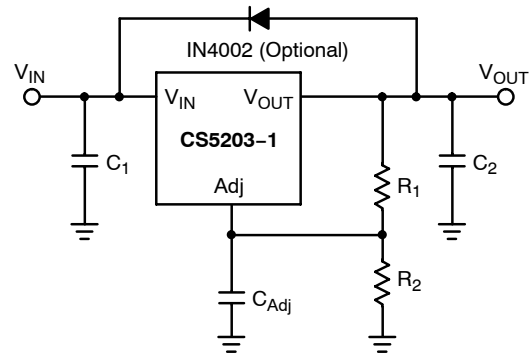 IN4002 (Optional)
VIN
VOUT
VIN
VOUT
CS5203−1
C1
C2
Adj
R1
R2
CAdj